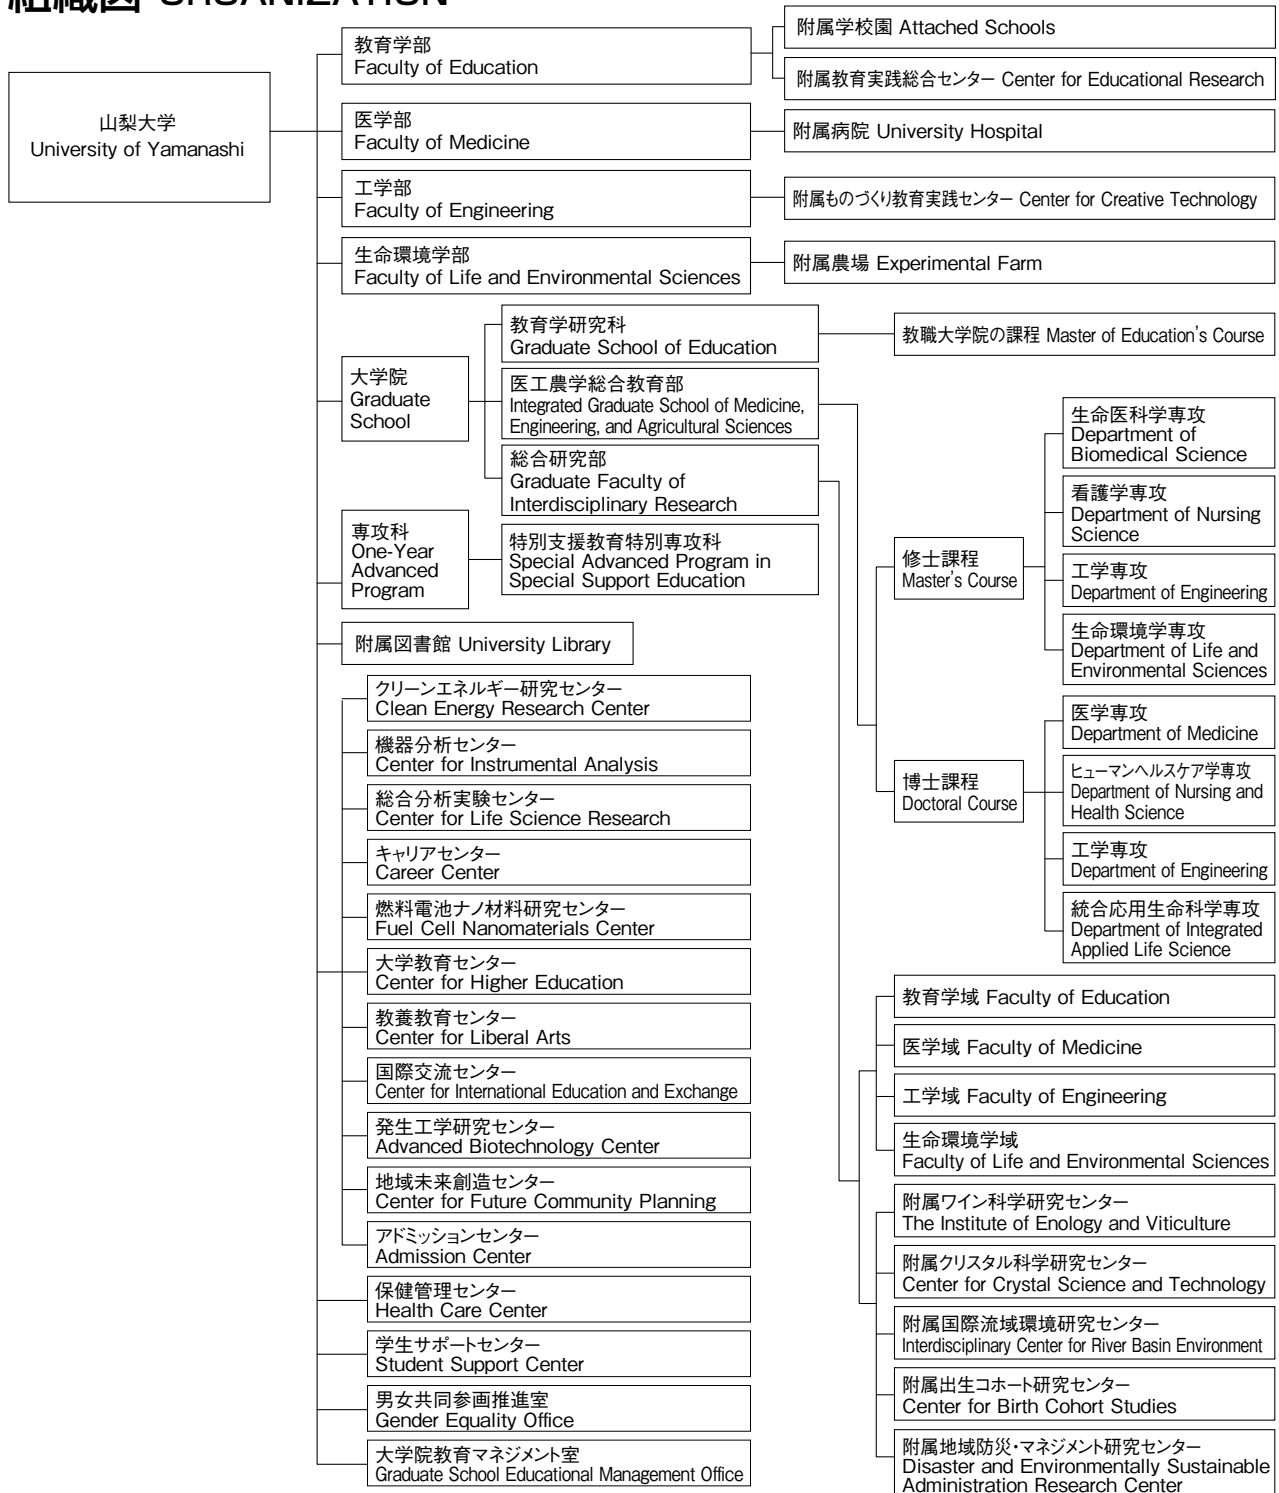 組織図 ORGANIZATION
山梨大学
University of Yamanashi
教育学部
Faculty of Education
附属学校園 Attached Schools
附属教育実践総合センター Center for Educational Research
医学部
Faculty of Medicine
附属病院 University Hospital
工学部
Faculty of Engineering
附属ものづくり教育実践センター Center for Creative Technology
生命環境学部
Faculty of Life and Environmental Sciences
附属農場 Experimental Farm
大学院
Graduate
School
教育学研究科
Graduate School of Education
教職大学院の課程 Master of Education's Course
医工農学総合教育部
Integrated Graduate School of Medicine,
Engineering, and Agricultural Sciences
総合研究部
Graduate Faculty of
Interdisciplinary Research
専攻科
One-Year
Advanced
Program
特別支援教育特別専攻科
Special Advanced Program in
Special Support Education
附属図書館 University Library
クリーンエネルギー研究センター
Clean Energy Research Center
機器分析センター
Center for Instrumental Analysis
総合分析実験センター
Center for Life Science Research
キャリアセンター
Career Center
燃料電池ナノ材料研究センター
Fuel Cell Nanomaterials Center
大学教育センター
Center for Higher Education
教養教育センター
Center for Liberal Arts
国際交流センター
Center for International Education and Exchange
発生工学研究センター
Advanced Biotechnology Center
地域未来創造センター
Center for Future Community Planning
アドミッションセンター
Admission Center
保健管理センター
Health Care Center
学生サポートセンター
Student Support Center
男女共同参画推進室
Gender Equality Office
大学院教育マネジメント室
Graduate School Educational Management Office
修士課程
Master's Course
生命医科学専攻
Department of
Biomedical Science
看護学専攻
Department of Nursing
Science
工学専攻
Department of Engineering
生命環境学専攻
Department of Life and
Environmental Sciences
博士課程
Doctoral Course
医学専攻
Department of Medicine
ヒューマンヘルスケア学専攻
Department of Nursing and
Health Science
工学専攻
Department of Engineering
統合応用生命科学専攻
Department of Integrated
Applied Life Science
教育学域 Faculty of Education
医学域 Faculty of Medicine
工学域 Faculty of Engineering
生命環境学域
Faculty of Life and Environmental Sciences
附属ワイン科学研究センター
The Institute of Enology and Viticulture
附属クリスタル科学研究センター
Center for Crystal Science and Technology
附属国際流域環境研究センター
Interdisciplinary Center for River Basin Environment
附属出生コホート研究センター
Center for Birth Cohort Studies
附属地域防災・マネジメント研究センター
Disaster and Environmentally Sustainable
Administration Research Center